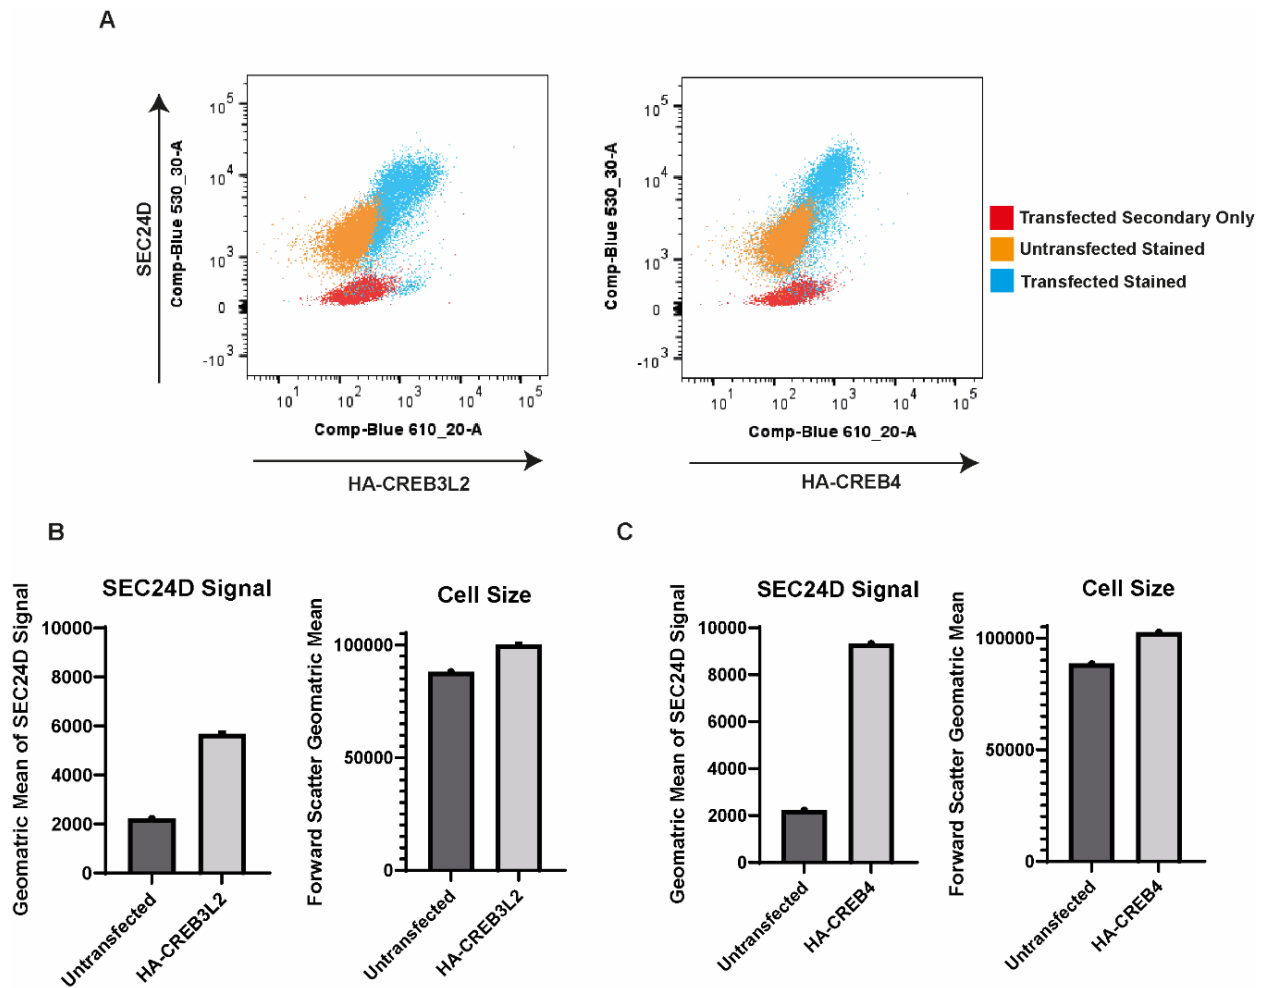 A
SEC24D
Comp-Blue 530_30-A
10^5
10^4
10^3
0
-10^3
10^1 10^2 10^3 10^4 10^5
Comp-Blue 610_20-A
HA-CREB3L2
Comp-Blue 530_30-A
10^5
10^4
10^3
0
-10^3
10^1 10^2 10^3 10^4 10^5
Comp-Blue 610_20-A
HA-CREB4
Transfected Secondary Only
Untransfected Stained
Transfected Stained
B
SEC24D Signal
Geomatric Mean of SEC24D Signal
10000
8000
6000
4000
2000
0
Untransfected
HA-CREB3L2
Cell Size
Forward Scatter Geomatric Mean
100000
50000
0
Untransfected
HA-CREB3L2
C
SEC24D Signal
Geomatric Mean of SEC24D Signal
10000
8000
6000
4000
2000
0
Untransfected
HA-CREB4
Cell Size
Forward Scatter Geomatric Mean
100000
50000
0
Untransfected
HA-CREB4